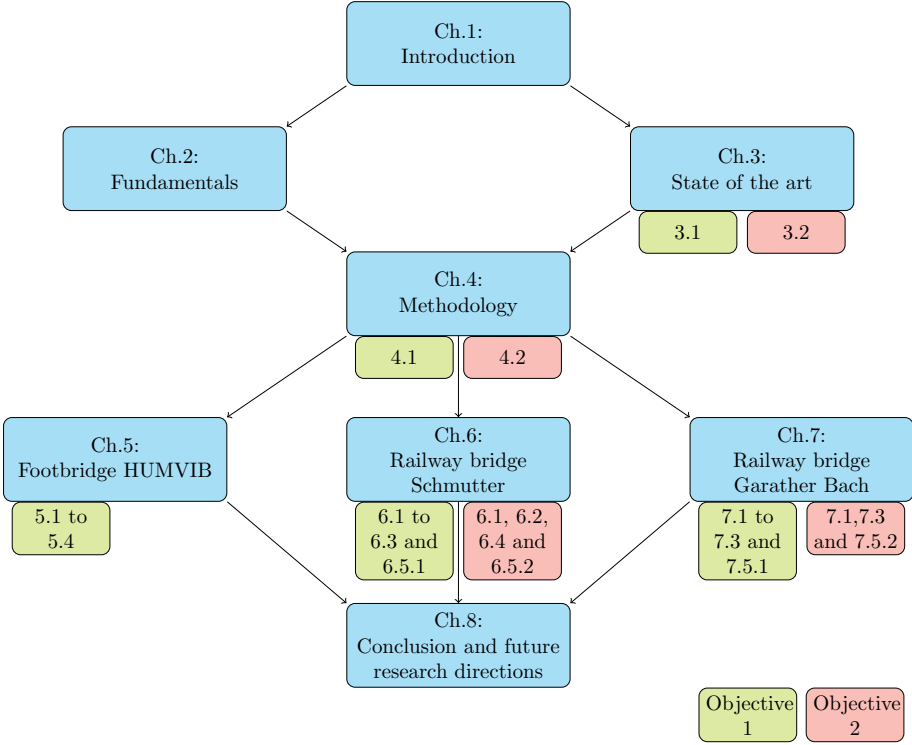 Ch.1:
Introduction
Ch.2:
Fundamentals
Ch.3:
State of the art
3.1
3.2
Ch.4:
Methodology
4.1
4.2
Ch.5:
Footbridge HUMVIB
5.1 to
5.4
Ch.6:
Railway bridge
Schmutter
6.1 to
6.3 and
6.5.1
6.1, 6.2,
6.4 and
6.5.2
Ch.7:
Railway bridge
Garather Bach
7.1 to
7.3 and
7.5.1
7.1,7.3
and 7.5.2
Ch.8:
Conclusion and future
research directions
Objective
1
Objective
2